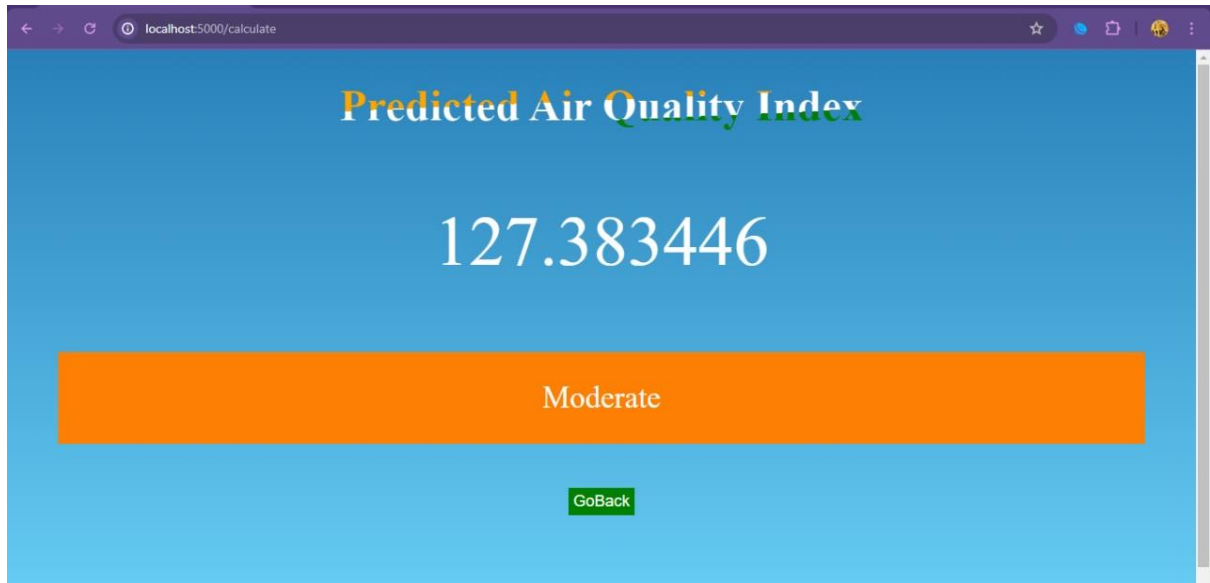 localhost:5000/calculate
Predicted Air Quality Index
127.383446
Moderate
GoBack